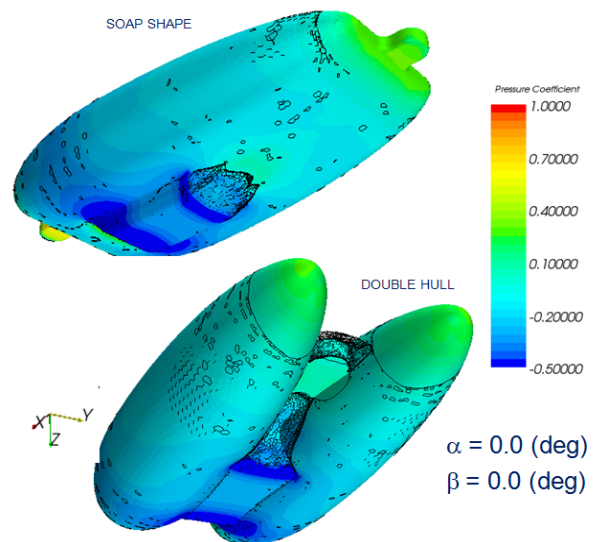 SOAP SHAPE
Pressure Coefficient
1.0000
0.70000
0.40000
0.10000
-0.20000
-0.50000
DOUBLE HULL
X
Y
Z
α = 0.0 (deg)
β = 0.0 (deg)